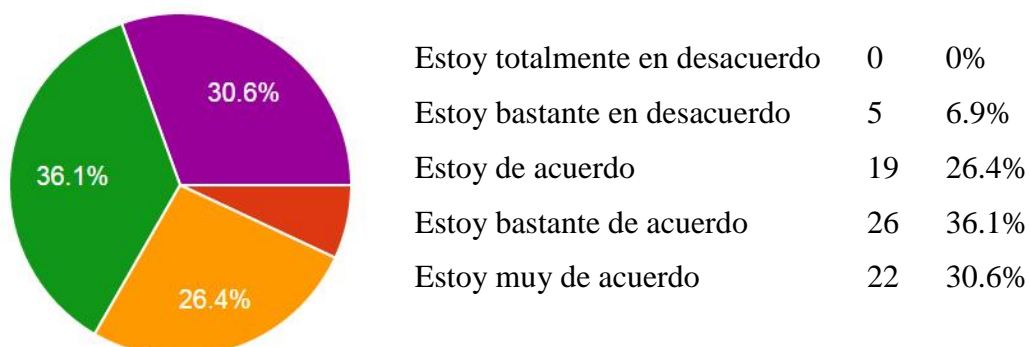 30.6%
36.1%
26.4%
Estoy totalmente en desacuerdo 0 0%
Estoy bastante en desacuerdo 5 6.9%
Estoy de acuerdo 19 26.4%
Estoy bastante de acuerdo 26 36.1%
Estoy muy de acuerdo 22 30.6%